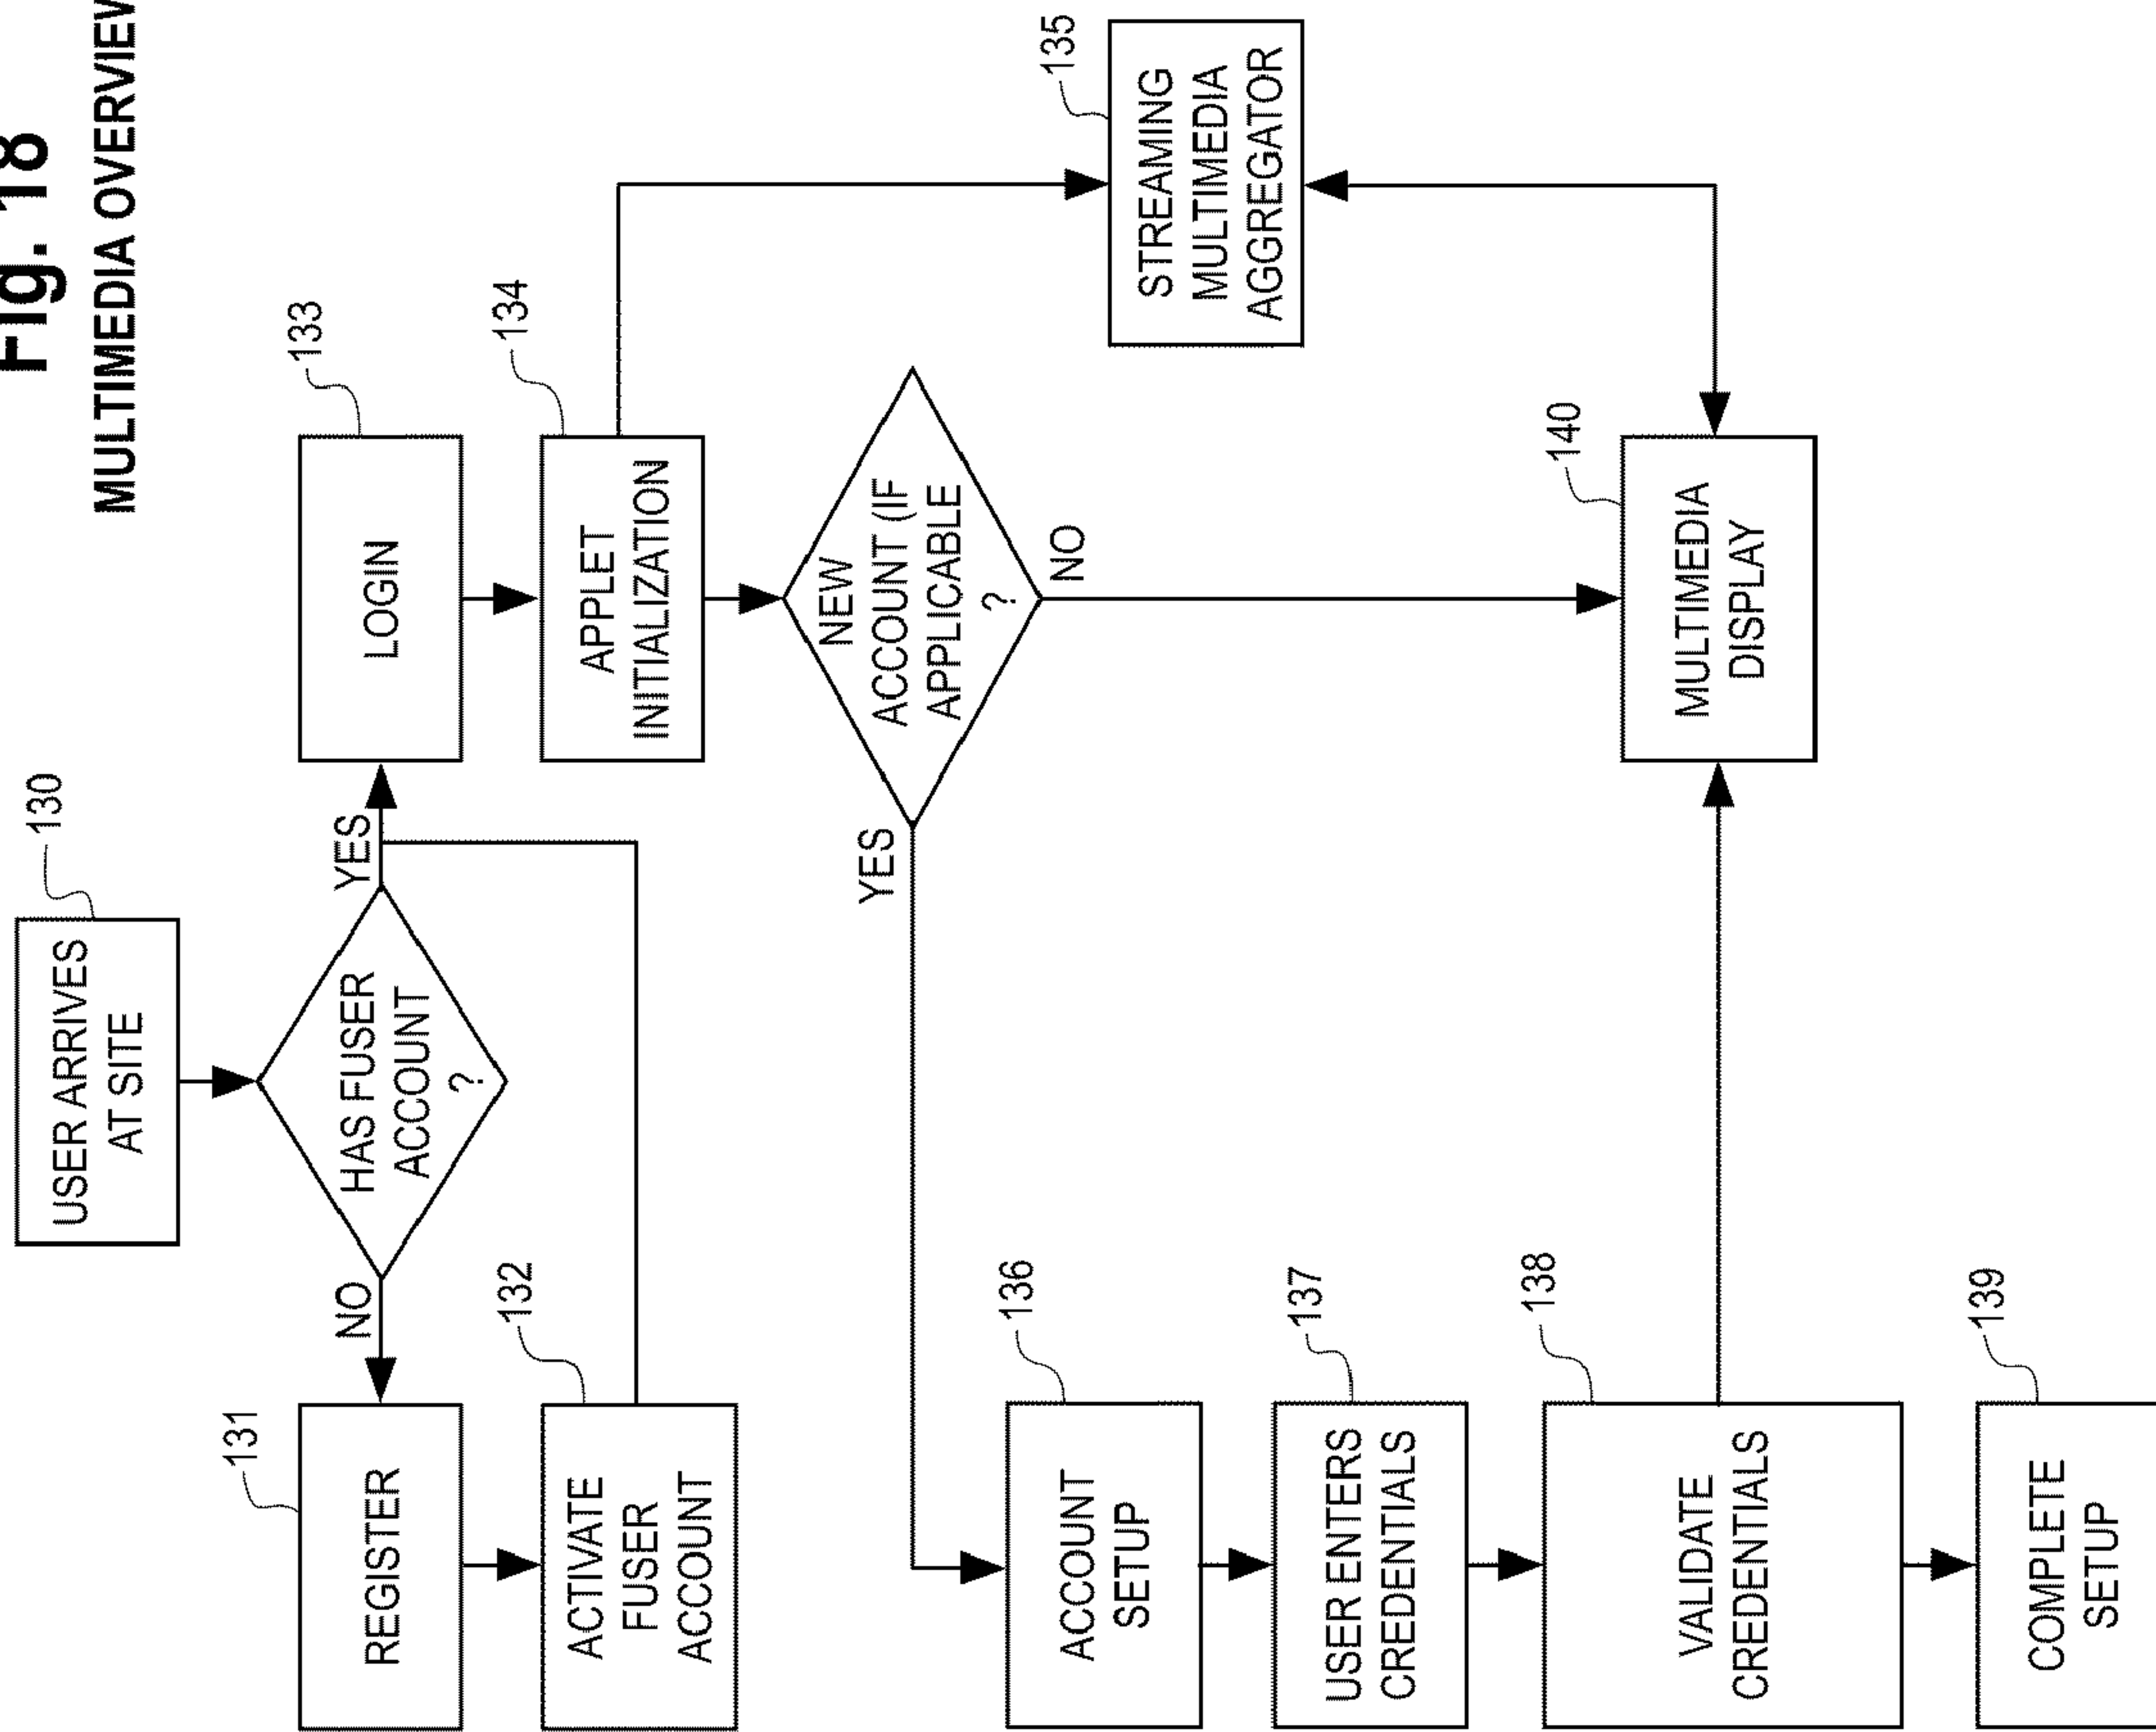 Fig. 18
MULTIMEDIA OVERVIEW
130
USER ARRIVES
AT SITE
HAS FUSER
ACCOUNT
?
NO
YES
131
REGISTER
132
ACTIVATE
FUSER
ACCOUNT
133
LOGIN
134
APPLET
INITIALIZATION
135
STREAMING
MULTIMEDIA
AGGREGATOR
NEW
ACCOUNT (IF
APPLICABLE
?
YES
NO
136
ACCOUNT
SETUP
137
USER ENTERS
CREDENTIALS
138
VALIDATE
CREDENTIALS
139
COMPLETE
SETUP
140
MULTIMEDIA
DISPLAY